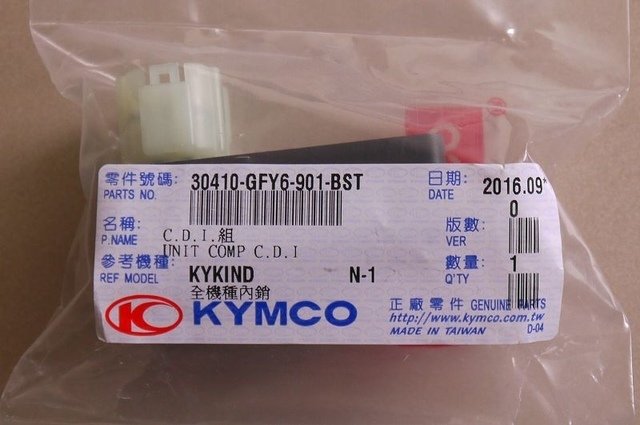 零件號碼: 30410-GFY6-901-BST 日期: 2016.09
PARTS NO. DATE
名稱: C.D.I.組 版數: 0
P.NAME UNIT COMP C.D.I VER
參考機種: KYKIND N-1 數量: 1
REF MODEL 全機種內銷 Q'TY
KYMCO 正廠零件 GENUINE PARTS
http://www.kymco.com.tw
MADE IN TAIWAN D-04